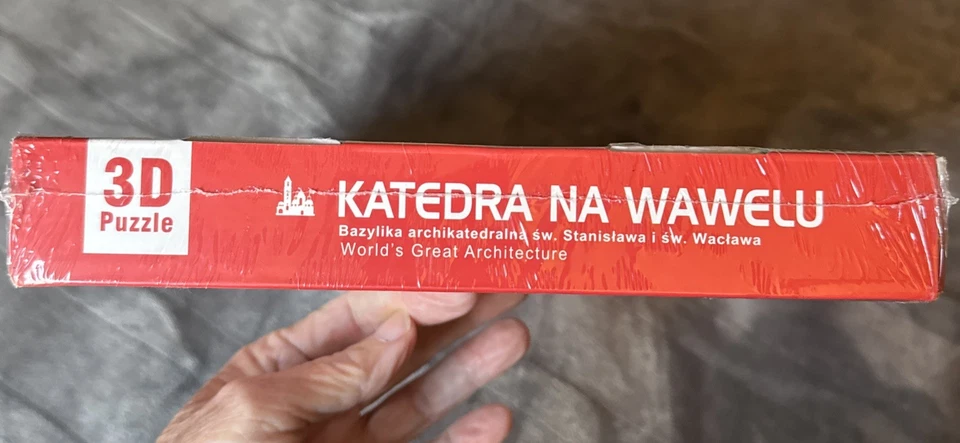 3D
Puzzle
KATEDRA NA WAWELU
Bazylika archikatedralna św. Stanisława i św. Wacława
World's Great Architecture